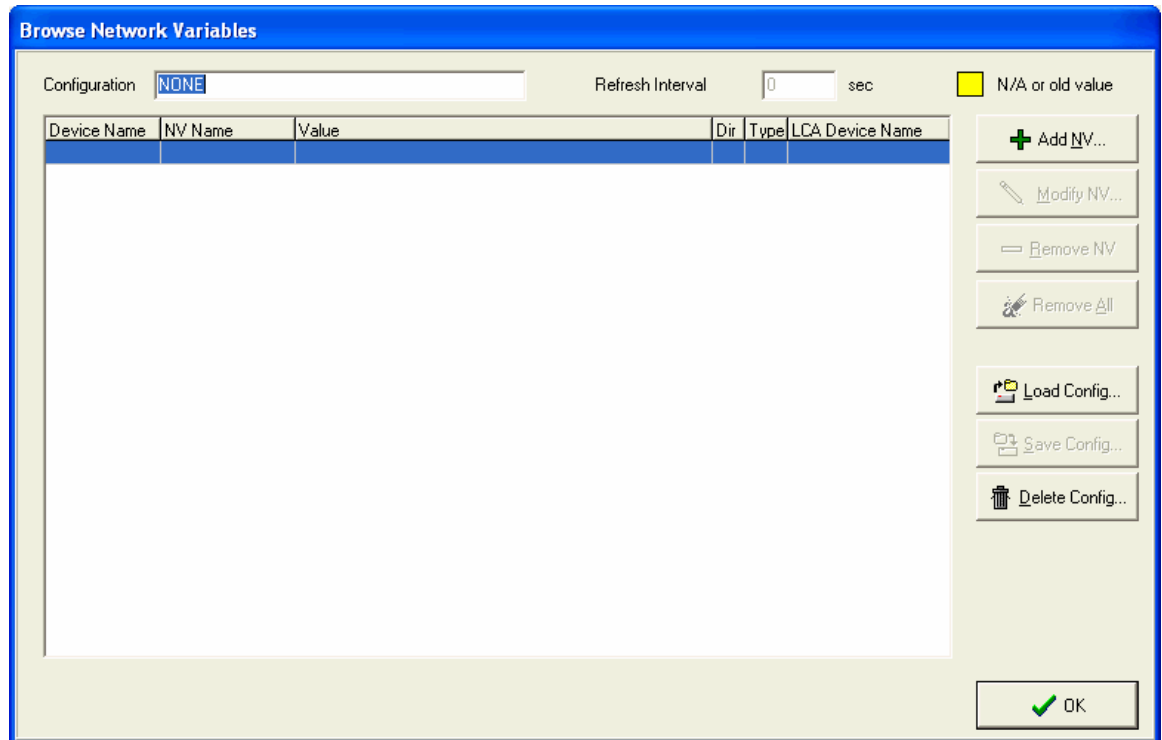 Browse Network Variables
Configuration NONE Refresh Interval 0 sec N/A or old value
Device Name NV Name Value Dir Type LCA Device Name
Add NV...
Modify NV...
Remove NV
Remove All
Load Config...
Save Config...
Delete Config...
OK